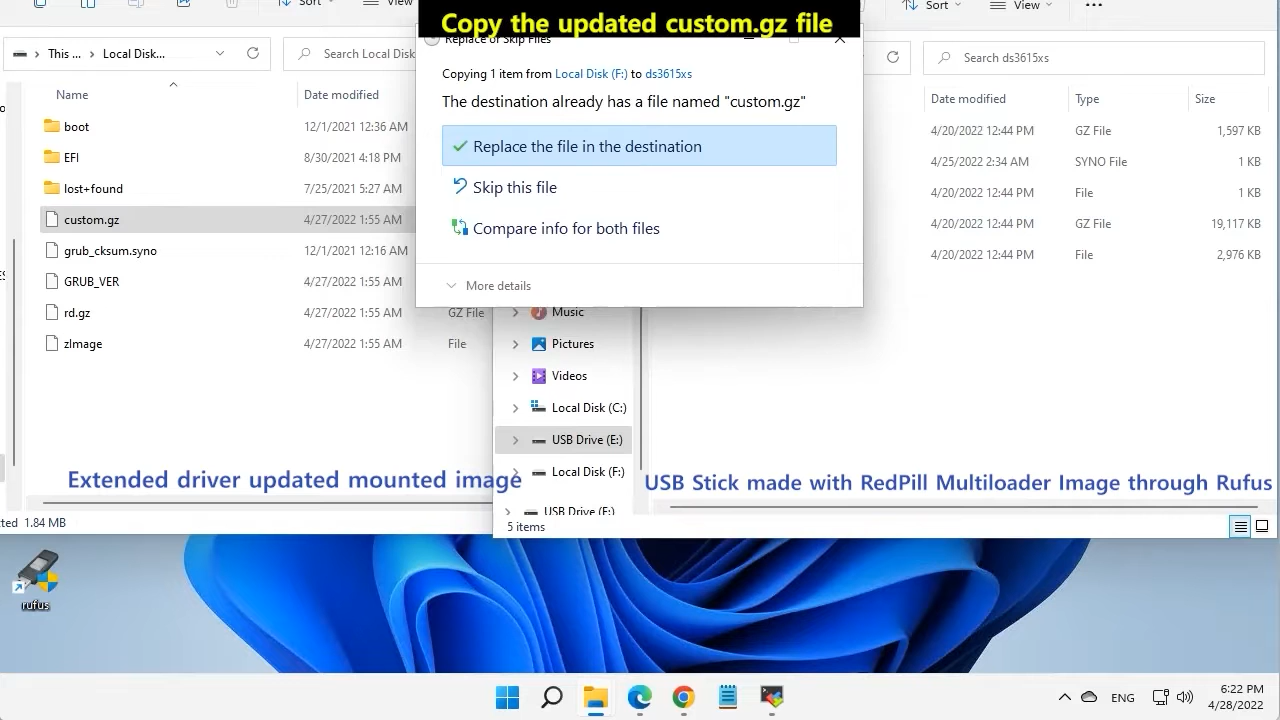 Sort
View
Sort
View
Copy the updated custom.gz file
Replace or Skip Files
This ...
Local Disk...
Search Local Disk
Search ds3615xs
Copying 1 item from Local Disk (F:) to ds3615xs
The destination already has a file named "custom.gz"
Replace the file in the destination
Skip this file
Compare info for both files
More details
Name
Date modified
boot
12/1/2021 12:36 AM
EFI
8/30/2021 4:18 PM
lost+found
7/25/2021 5:27 AM
custom.gz
4/27/2022 1:55 AM
grub_cksum.syno
12/1/2021 12:16 AM
GRUB_VER
4/27/2022 1:55 AM
rd.gz
4/27/2022 1:55 AM
GZ File
zImage
4/27/2022 1:55 AM
File
Date modified
Type
Size
4/20/2022 12:44 PM
GZ File
1,597 KB
4/25/2022 2:34 AM
SYNO File
1 KB
4/20/2022 12:44 PM
File
1 KB
4/20/2022 12:44 PM
GZ File
19,117 KB
4/20/2022 12:44 PM
File
2,976 KB
Music
Pictures
Videos
Local Disk (C:)
USB Drive (E:)
Local Disk (F:)
USB Drive (E:)
Extended driver updated mounted image
USB Stick made with RedPill Multiloader Image through Rufus
cted 1.84 MB
5 items
rufus
ENG
6:22 PM
4/28/2022